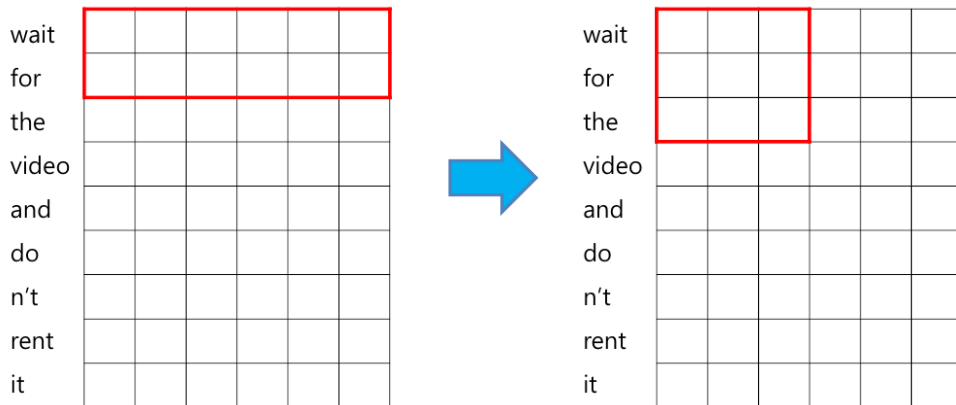 wait
for
the
video
and
do
n't
rent
it
wait
for
the
video
and
do
n't
rent
it